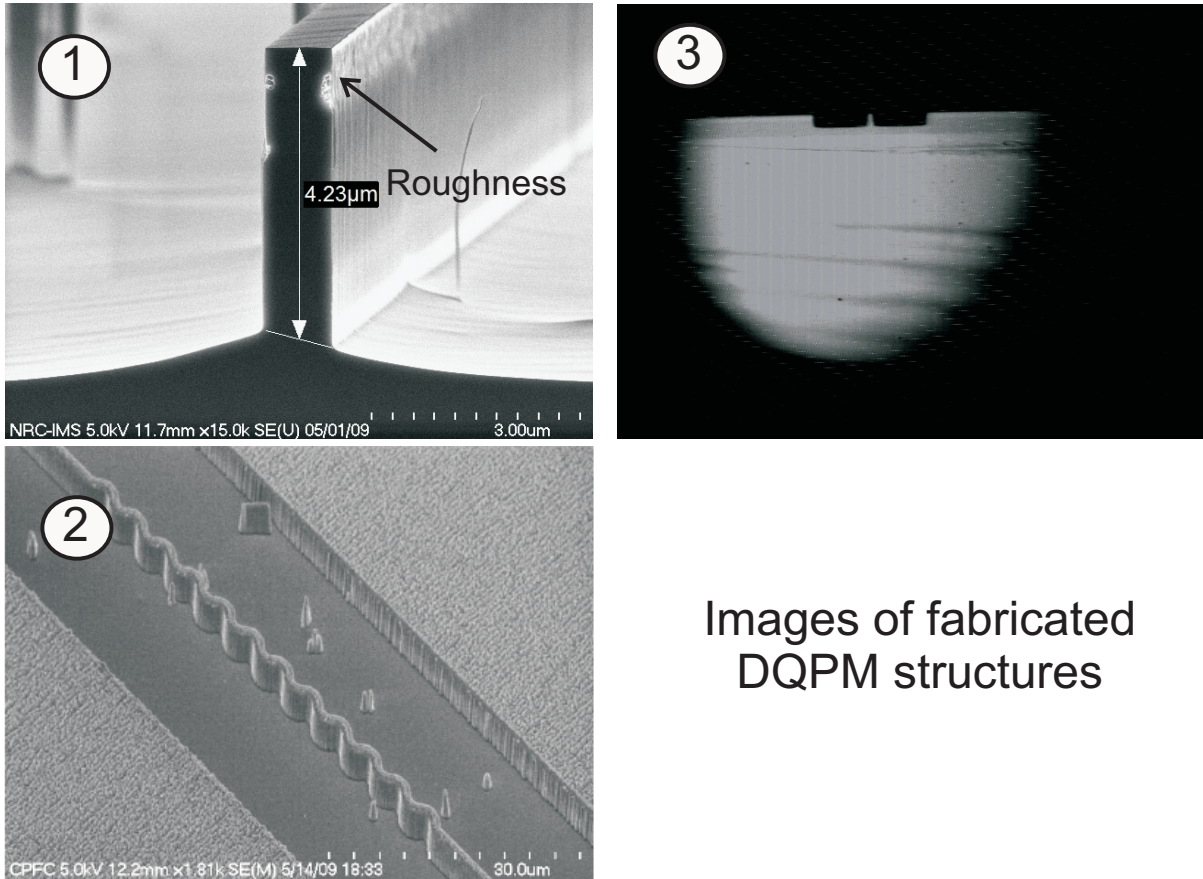 1
Roughness
4.23µm
NRC-IMS 5.0kV 11.7mm x15.0k SE(U) 05/01/09 3.00um
3
2
CPFC 5.0kV 12.2mm x1.81k SE(M) 5/14/09 18:33 30.0um
Images of fabricated
DQPM structures